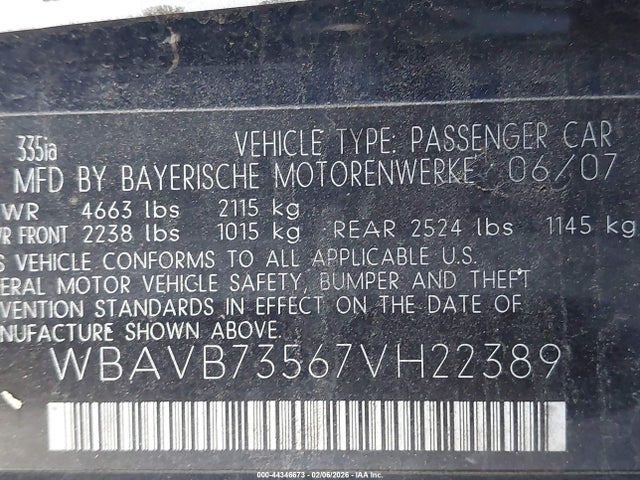 335ia
VEHICLE TYPE: PASSENGER CAR
MFD BY BAYERISCHE MOTORENWERKE 06/07
WR 4663 lbs 2115 kg
WR FRONT 2238 lbs 1015 kg REAR 2524 lbs 1145 kg
S VEHICLE CONFORMS TO ALL APPLICABLE U.S.
ERAL MOTOR VEHICLE SAFETY, BUMPER AND THEFT
VENTION STANDARDS IN EFFECT ON THE DATE OF
NUFACTURE SHOWN ABOVE.
WBAVB73567VH22389
000-44346673 - 02/06/2026 - IAA Inc.